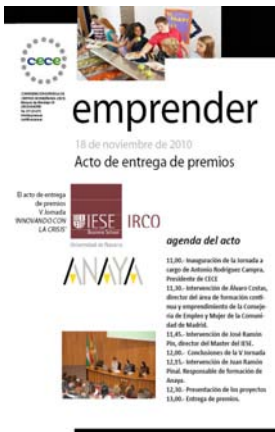 cece
emprender
18 de noviembre de 2010
Acto de entrega de premios
El acto de entrega
de premios
V Jornada
'INNOVANDO CON
LA CRISIS'
IESE
Business School
Universidad de Navarra
IRCO
ANAYA
agenda del acto
11,00.- Inauguración de la Jornada a
cargo de Antonio Rodríguez Campra.
Presidente de CECE
11,30.- Intervención de Álvaro Costas,
director del área de formación conti-
nua y emprendimiento de la Conseje-
ría de Empleo y Mujer de la Comuni-
dad de Madrid.
11,45.- Intervención de José Ramón
Pin, director del Master del IESE.
12,00.- Conclusiones de la V Jornada
12,15.- Intervención de Juan Ramón
Pinal. Responsable de formación de
Anaya.
12,30.- Presentación de los proyectos
13,00.- Entrega de premios.